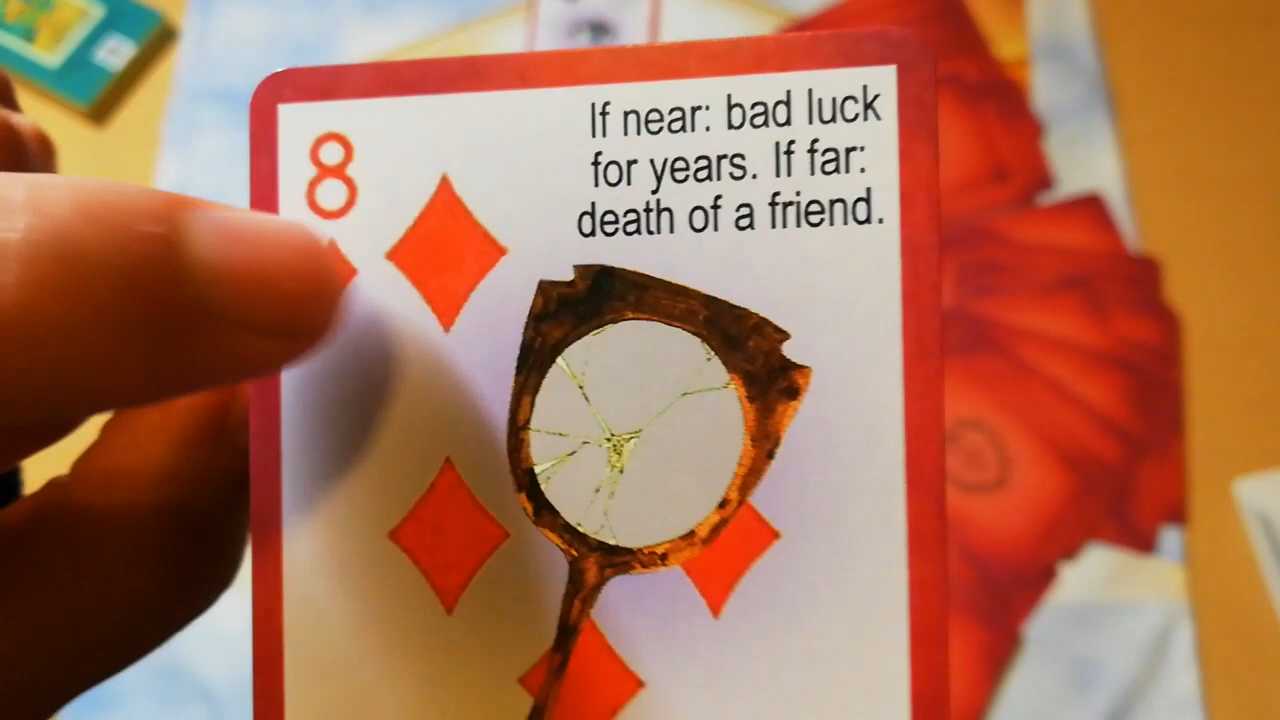 8
If near: bad luck
for years. If far:
death of a friend.